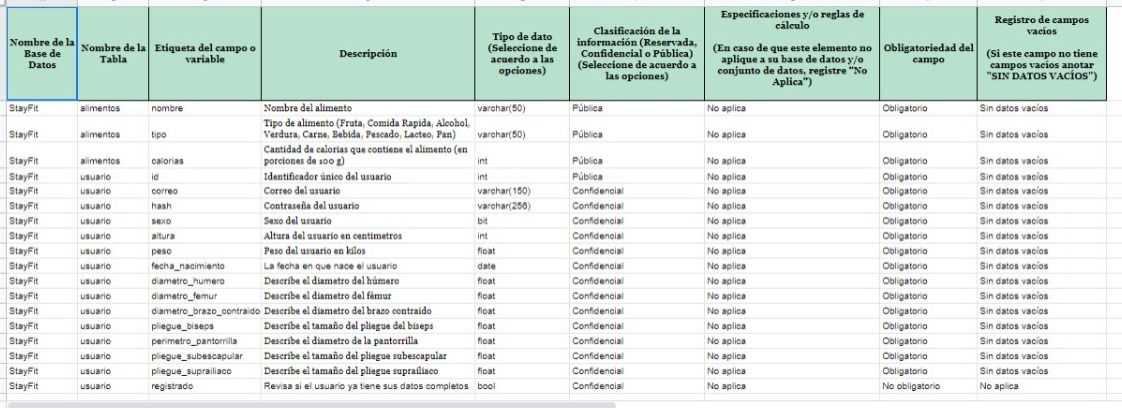 Nombre de la Base de Datos | Nombre de la Tabla | Etiqueta del campo o variable | Descripción | Tipo de dato (Seleccione de acuerdo a las opciones) | Clasificación de la información (Reservada, Confidencial o Pública) (Seleccione de acuerdo a las opciones) | Especificaciones y/o reglas de cálculo (En caso de que este elemento no aplique a su base de datos y/o conjunto de datos, registre "No Aplica") | Obligatoriedad del campo | Registro de campos vacíos (Si este campo no tiene campos vacios anotar "SIN DATOS VACÍOS")
StayFit | alimentos | nombre | Nombre del alimento | varchar(50) | Pública | No aplica | Obligatorio | Sin datos vacíos
StayFit | alimentos | tipo | Tipo de alimento (Fruta, Comida Rapida, Alcohol, Verdura, Carne, Bebida, Pescado, Lacteo, Pan) | varchar(50) | Pública | No aplica | Obligatorio | Sin datos vacíos
StayFit | alimentos | calorias | Cantidad de calorias que contiene el alimento (en porciones de 100 g) | int | Pública | No aplica | Obligatorio | Sin datos vacíos
StayFit | usuario | id | Identificador único del usuario | int | Pública | No aplica | Obligatorio | Sin datos vacíos
StayFit | usuario | correo | Correo del usuario | varchar(150) | Confidencial | No aplica | Obligatorio | Sin datos vacíos
StayFit | usuario | hash | Contraseña del usuario | varchar(256) | Confidencial | No aplica | Obligatorio | Sin datos vacíos
StayFit | usuario | sexo | Sexo del usuario | bit | Confidencial | No aplica | Obligatorio | Sin datos vacíos
StayFit | usuario | altura | Altura del usuario en centimetros | int | Confidencial | No aplica | Obligatorio | Sin datos vacíos
StayFit | usuario | peso | Peso del usuario en kilos | float | Confidencial | No aplica | Obligatorio | Sin datos vacíos
StayFit | usuario | fecha_nacimiento | La fecha en que nace el usuario | date | Confidencial | No aplica | Obligatorio | Sin datos vacíos
StayFit | usuario | diametro_humero | Describe el diametro del húmero | float | Confidencial | No aplica | Obligatorio | Sin datos vacíos
StayFit | usuario | diametro_femur | Describe el diametro del fémur | float | Confidencial | No aplica | Obligatorio | Sin datos vacíos
StayFit | usuario | diametro_brazo_contraido | Describe el diametro del brazo contraído | float | Confidencial | No aplica | Obligatorio | Sin datos vacíos
StayFit | usuario | pliegue_biseps | Describe el tamaño del pliegue del biseps | float | Confidencial | No aplica | Obligatorio | Sin datos vacíos
StayFit | usuario | perimetro_pantorrilla | Describe el diametro de la pantorrilla | float | Confidencial | No aplica | Obligatorio | Sin datos vacíos
StayFit | usuario | pliegue_subescapular | Describe el tamaño del pliegue subescapular | float | Confidencial | No aplica | Obligatorio | Sin datos vacíos
StayFit | usuario | pliegue_suprailiaco | Describe el tamaño del pliegue suprailiaco | float | Confidencial | No aplica | Obligatorio | Sin datos vacíos
StayFit | usuario | registrado | Revisa si el usuario ya tiene sus datos completos | bool | Confidencial | No aplica | No obligatorio | No aplica